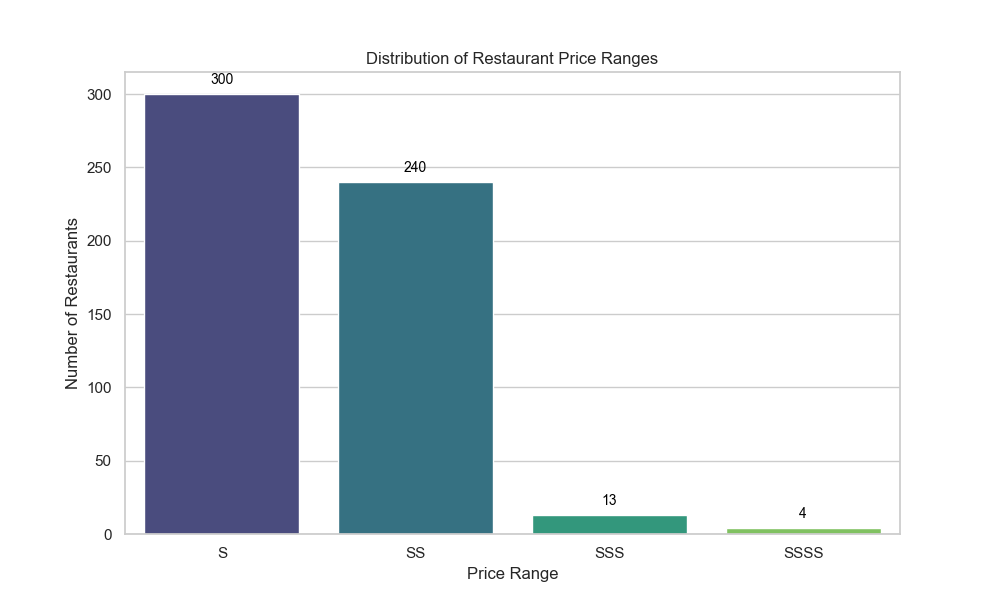 Distribution of Restaurant Price Ranges
300
240
13
4
300
250
200
150
100
50
0
Number of Restaurants
S
SS
SSS
SSSS
Price Range